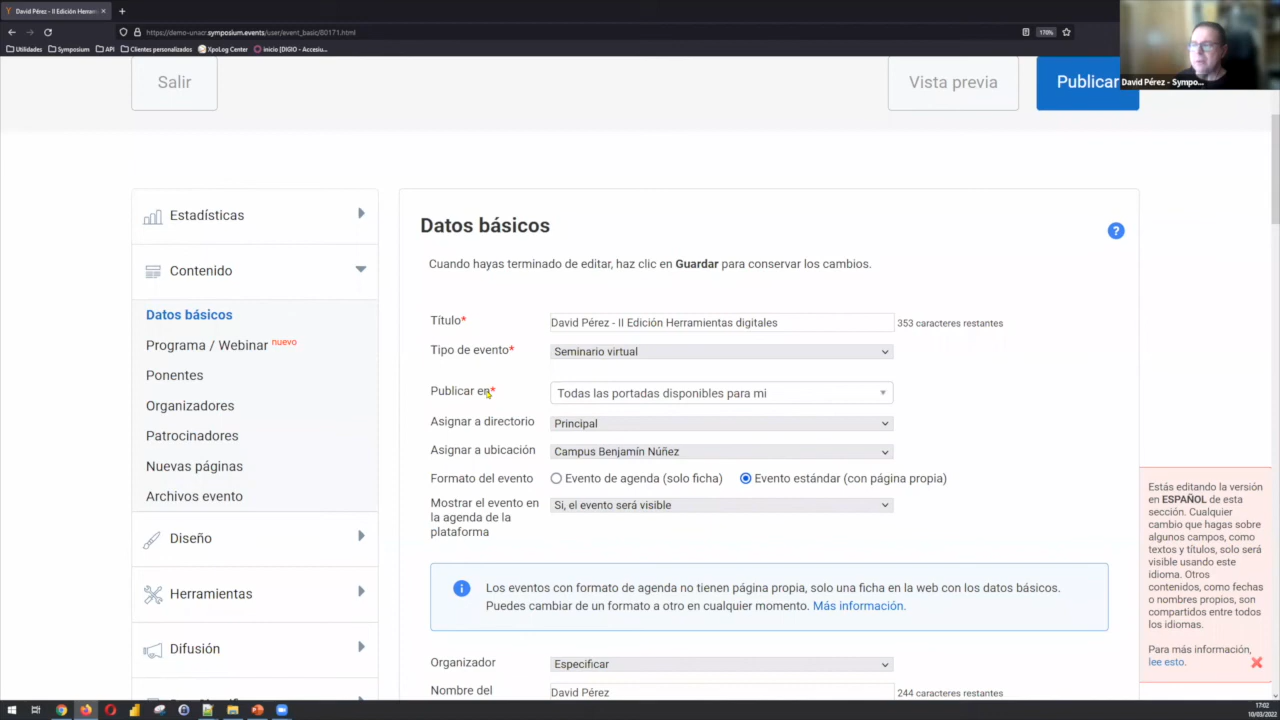 David Pérez - II Edición Herram
https://demo-unacr.symposium.events/user/event_basic/80171.html
170%
Utilidades
Symposium
API
Clientes personalizados
XpoLog Center
inicio [DIGIO - Accesiu...
David Pérez - Sympo...
Salir
Vista previa
Publicar
Estadísticas
Contenido
Datos básicos
Programa / Webinar nuevo
Ponentes
Organizadores
Patrocinadores
Nuevas páginas
Archivos evento
Diseño
Herramientas
Difusión
Datos básicos
?
Cuando hayas terminado de editar, haz clic en Guardar para conservar los cambios.
Título* David Pérez - II Edición Herramientas digitales 353 caracteres restantes
Tipo de evento* Seminario virtual
Publicar en* Todas las portadas disponibles para mi
Asignar a directorio Principal
Asignar a ubicación Campus Benjamín Núñez
Formato del evento Evento de agenda (solo ficha) Evento estándar (con página propia)
Mostrar el evento en Si, el evento será visible
la agenda de la
plataforma
Los eventos con formato de agenda no tienen página propia, solo una ficha en la web con los datos básicos.
Puedes cambiar de un formato a otro en cualquier momento. Más información.
Organizador Especificar
Nombre del David Pérez 244 caracteres restantes
Estás editando la versión
en ESPAÑOL de esta
sección. Cualquier
cambio que hagas sobre
algunos campos, como
textos y títulos, solo será
visible usando este
idioma. Otros
contenidos, como fechas
o nombres propios, son
compartidos entre todos
los idiomas.
Para más información,
lee esto.
17:02
10/03/2022